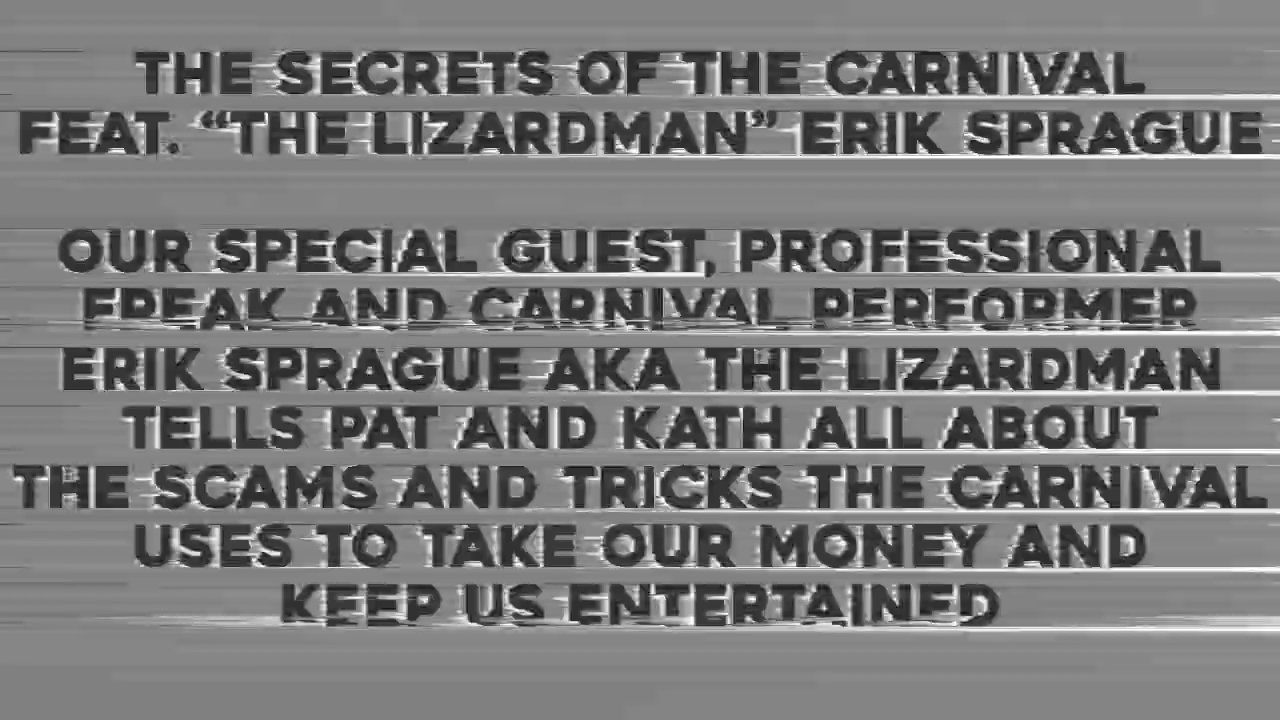 THE SECRETS OF THE CARNIVAL
FEAT. “THE LIZARDMAN” ERIK SPRAGUE
OUR SPECIAL GUEST, PROFESSIONAL
FREAK AND CARNIVAL PERFORMER
ERIK SPRAGUE AKA THE LIZARDMAN
TELLS PAT AND KATH ALL ABOUT
THE SCAMS AND TRICKS THE CARNIVAL
USES TO TAKE OUR MONEY AND
KEEP US ENTERTAINED